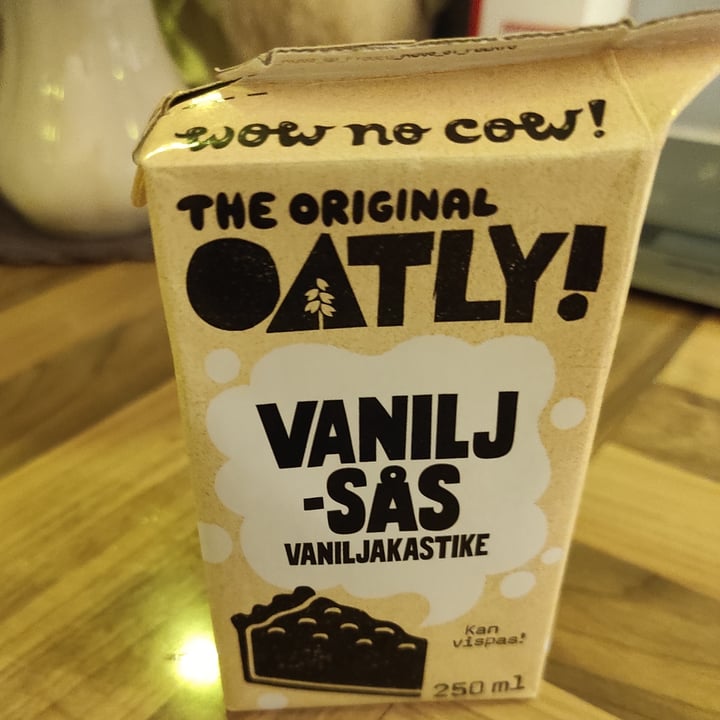 wow no cow!
THE ORIGINAL
OATLY!
VANILJ
-SÅS
VANILJAKASTIKE
Kan
vispas!
250 ml